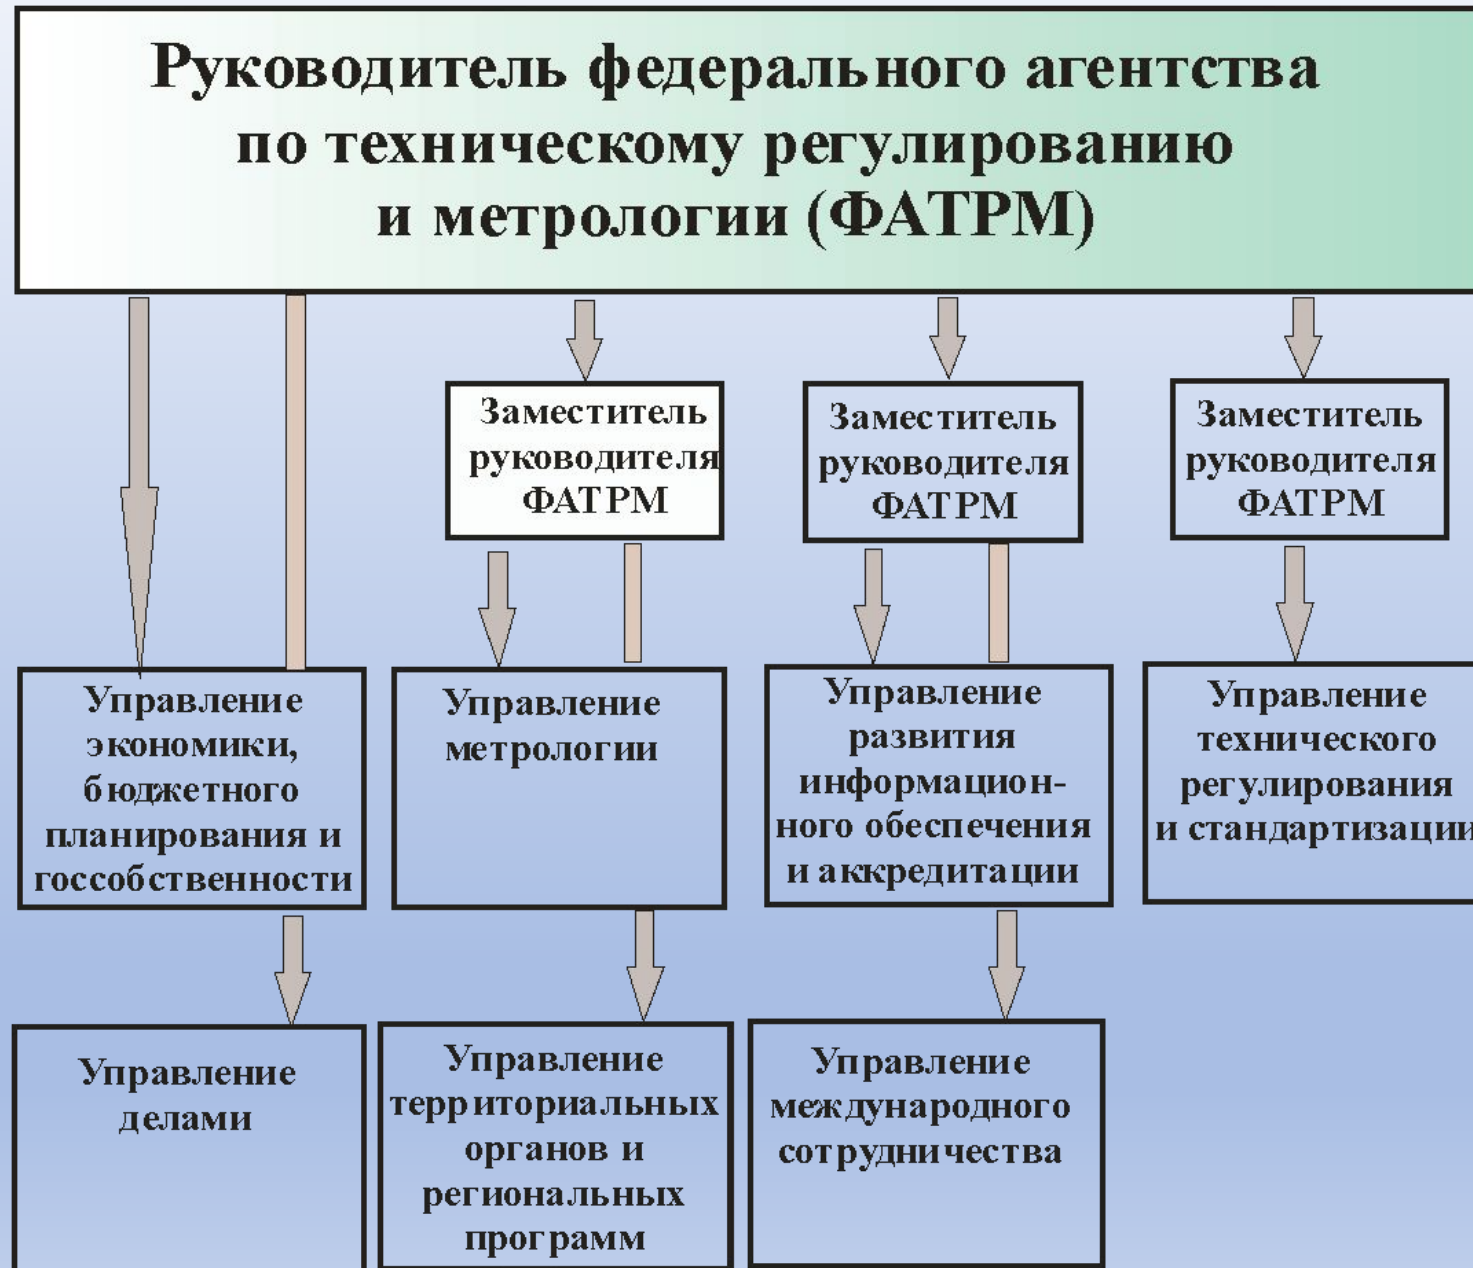 Руководитель федерального агентства
по техническому регулированию
и метрологии (ФАТРМ)
Заместитель
руководителя
ФАТРМ
Заместитель
руководителя
ФАТРМ
Заместитель
руководителя
ФАТРМ
Управление
экономики,
бюджетного
планирования и
госсобственности
Управление
метрологии
Управление
развития
информацион-
ного обеспечения
и аккредитации
Управление
технического
регулирования
и стандартизации
Управление
делами
Управление
территориальных
органов и
региональных
программ
Управление
международного
сотрудничества